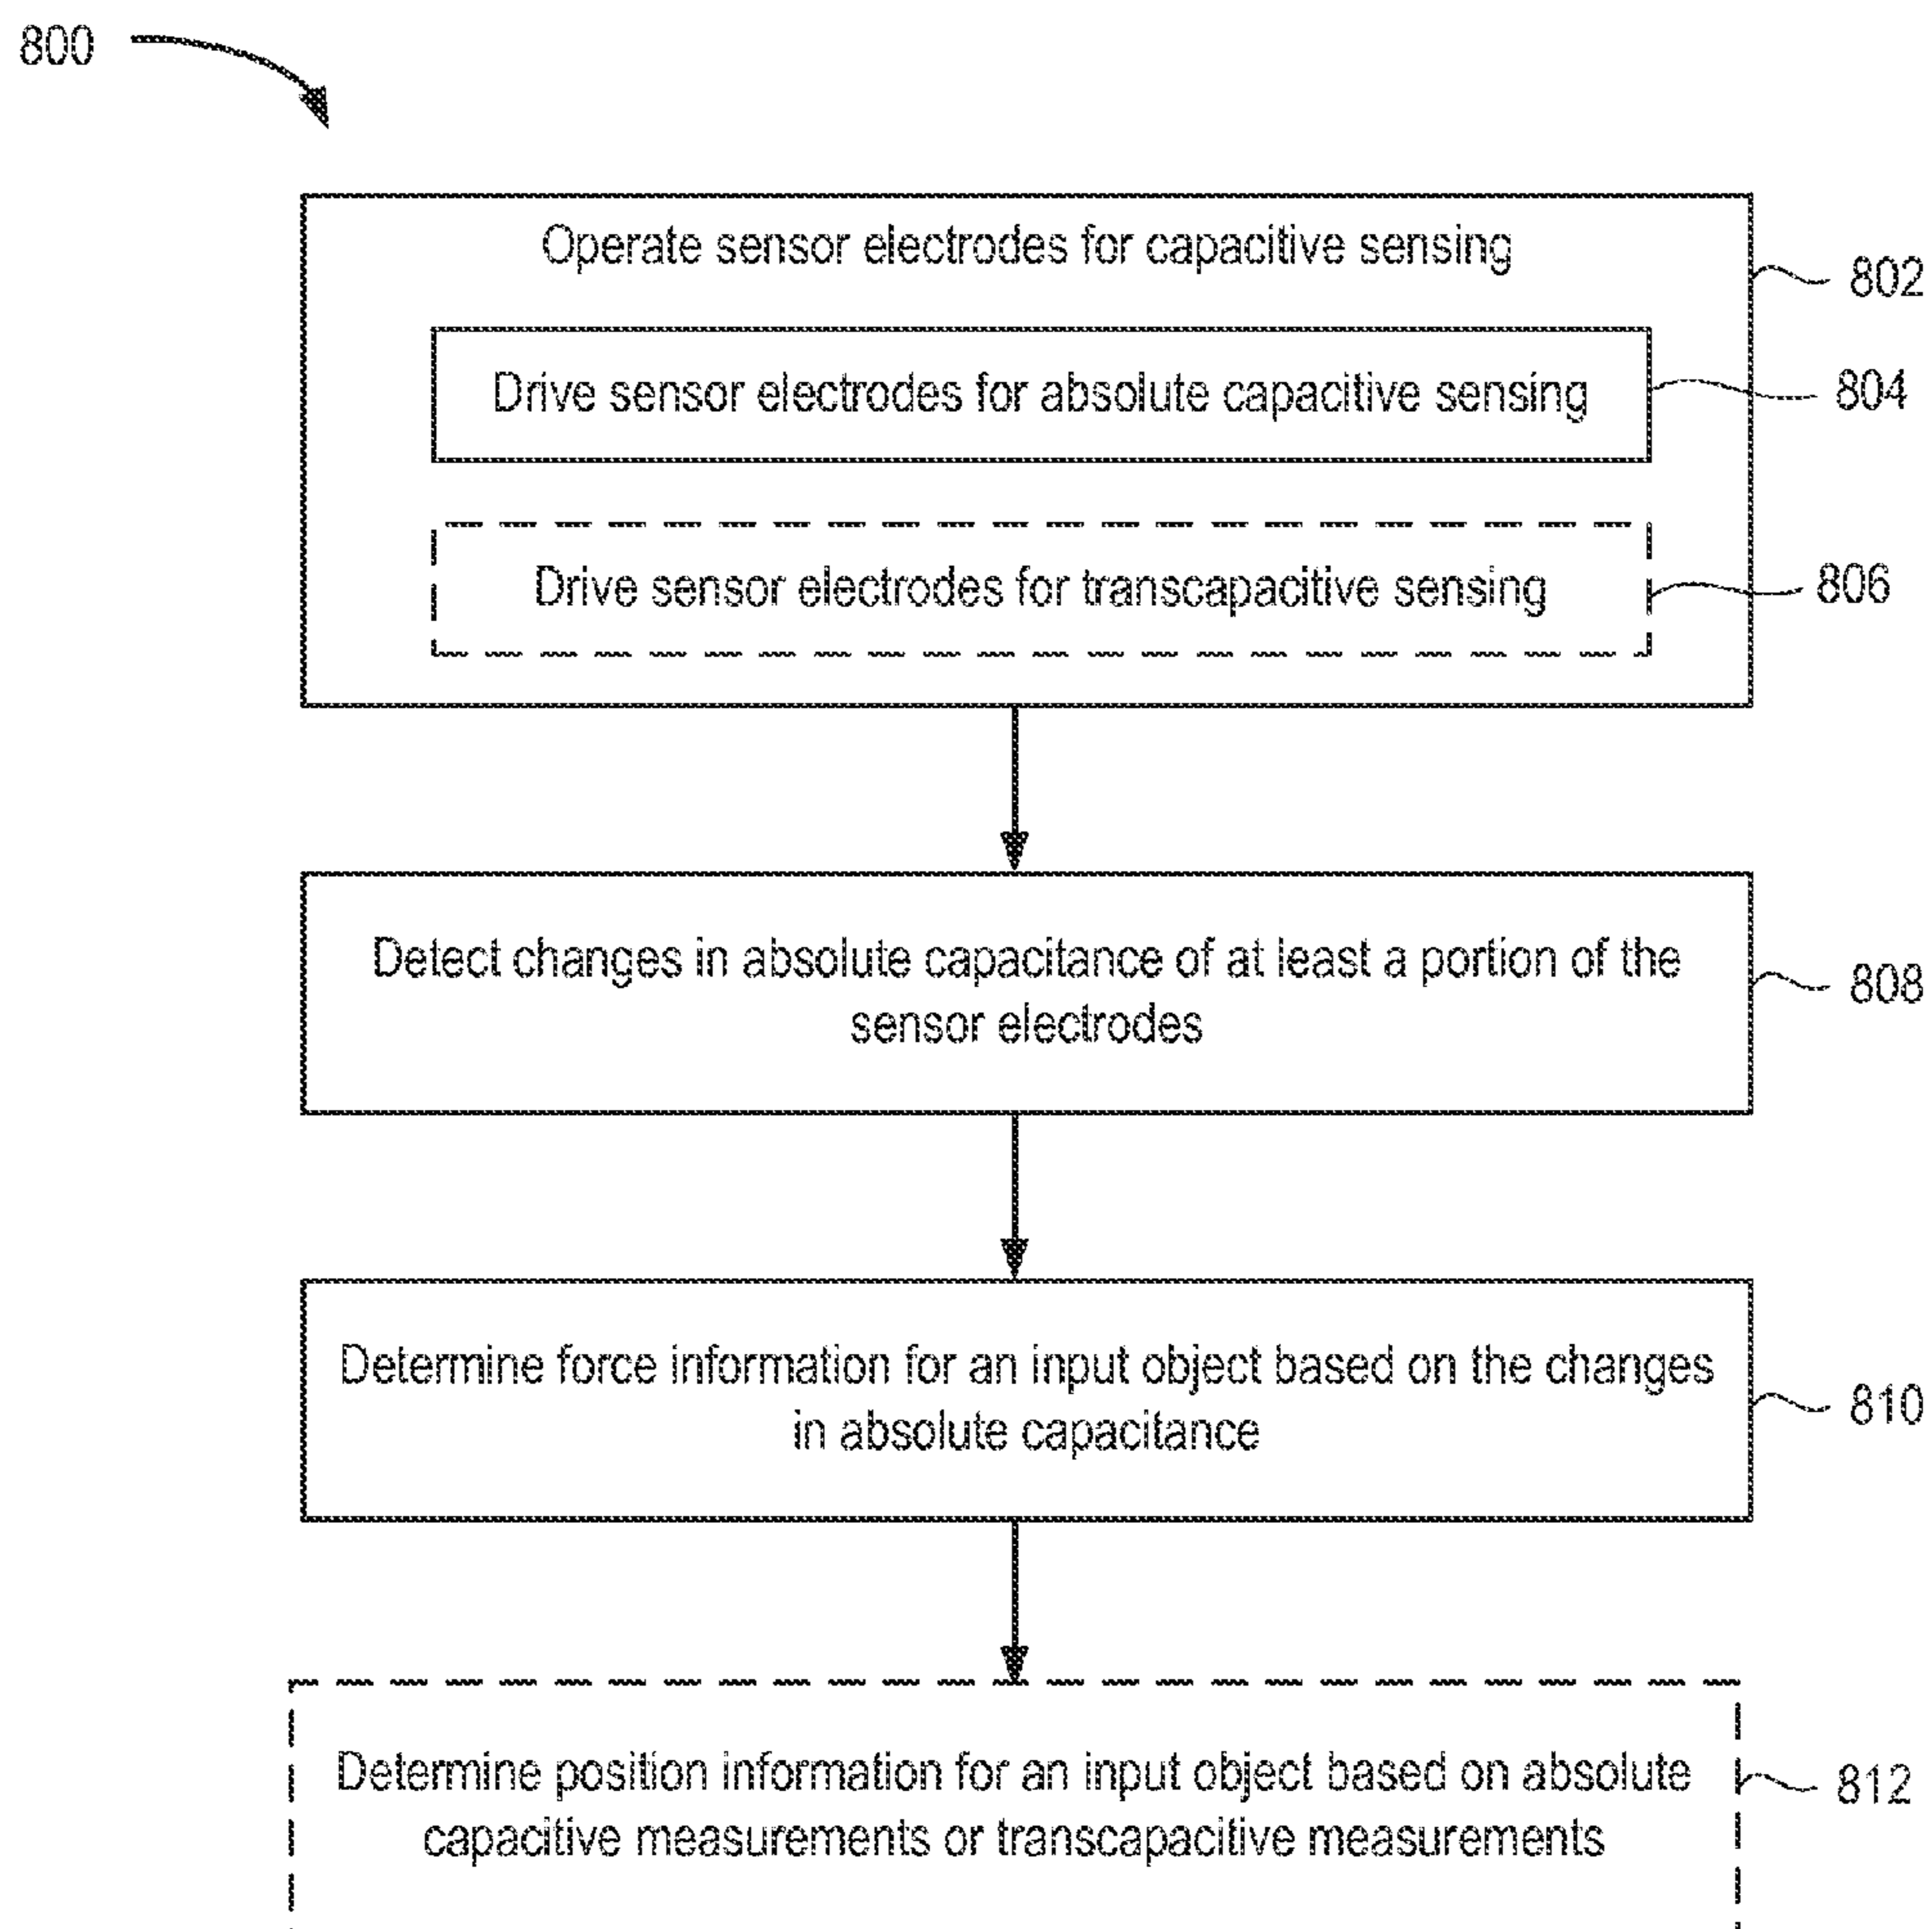 800
Operate sensor electrodes for capacitive sensing
802
Drive sensor electrodes for absolute capacitive sensing
804
Drive sensor electrodes for transcapacitive sensing
806
Detect changes in absolute capacitance of at least a portion of the
sensor electrodes
808
Determine force information for an input object based on the changes
in absolute capacitance
810
Determine position information for an input object based on absolute
capacitive measurements or transcapacitive measurements
812